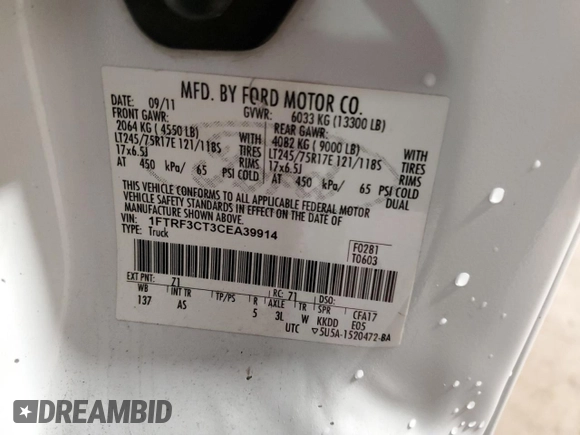 MFD. BY FORD MOTOR CO.
DATE: 09/11 GVWR: 6033 KG (13300 LB)
FRONT GAWR: REAR GAWR:
2064 KG ( 4550 LB) WITH 4082 KG ( 9000 LB) WITH
LT245/75R17E 121/118S TIRES LT245/75R17E 121/118S TIRES
17x6.5J RIMS 17x6.5J RIMS
AT 450 kPa/ 65 PSI COLD AT 450 kPa/ 65 PSI COLD
DUAL
THIS VEHICLE CONFORMS TO ALL APPLICABLE FEDERAL MOTOR
VEHICLE SAFETY STANDARDS IN EFFECT ON THE DATE OF
MANUFACTURE SHOWN ABOVE.
VIN: 1FTRF3CT3CEA39914
TYPE: Truck
F0281
T0603
EXT PNT: Z1 RC: 71 DSO:
WB INT TR TP/PS R AXLE TR SPR CFA17
137 AS 5 3L W KKDD E05
UTC ▽5U5A-1520472-BA
DREAMBID